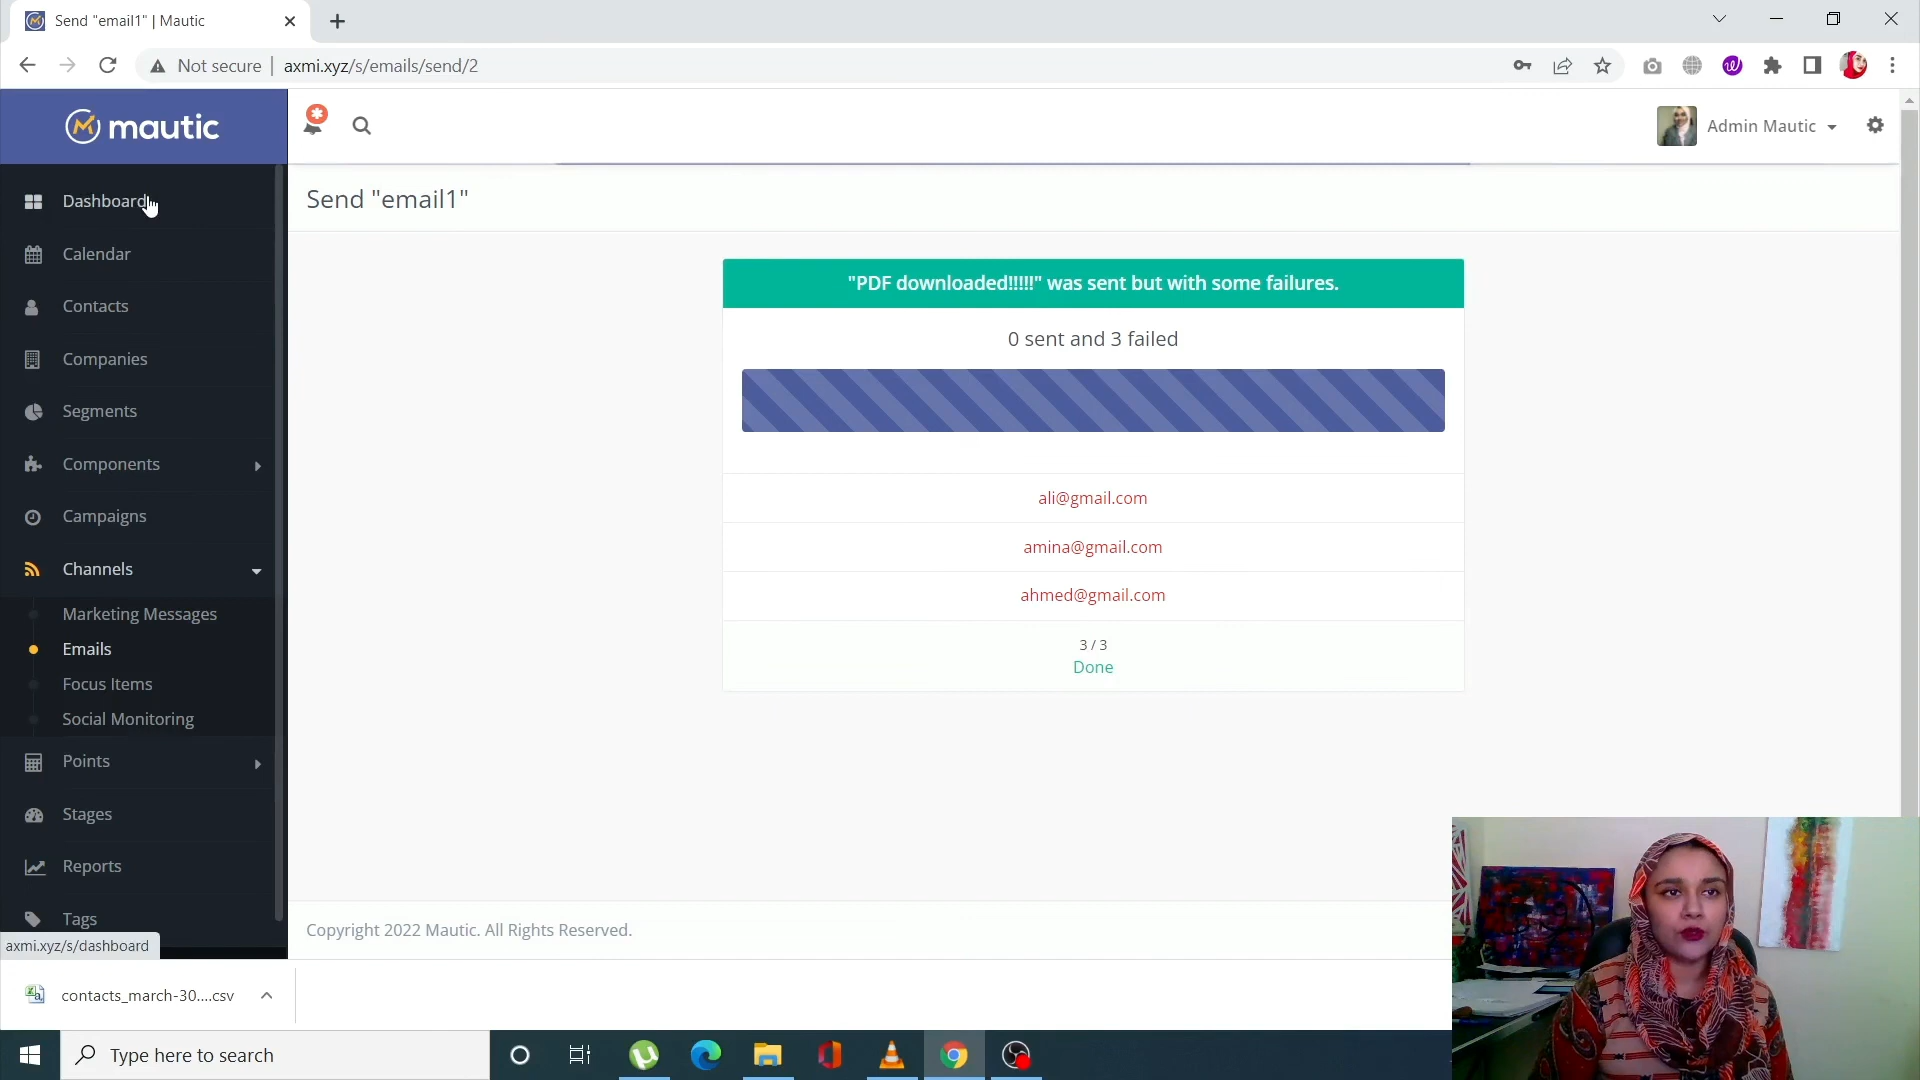 Send "email1" | Mautic
Not secure
axmi.xyz/s/emails/send/2
mautic
Admin Mautic
Dashboard
Calendar
Contacts
Companies
Segments
Components
Campaigns
Channels
Marketing Messages
Emails
Focus Items
Social Monitoring
Points
Stages
Reports
Tags
Send "email1"
"PDF downloaded!!!!!" was sent but with some failures.
0 sent and 3 failed
ali@gmail.com
amina@gmail.com
ahmed@gmail.com
3 / 3
Done
Copyright 2022 Mautic. All Rights Reserved.
axmi.xyz/s/dashboard
contacts_march-30....csv
Type here to search